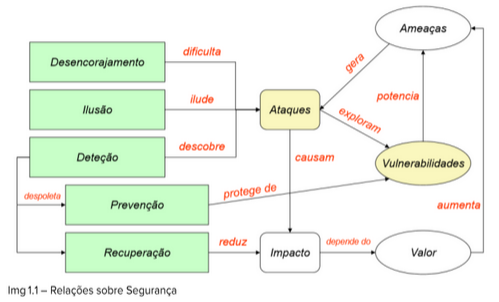 Ameaças
Desencorajamento
dificulta
gera
Ilusão
ilude
Ataques
potencia
exploram
Deteção
descobre
causam
Vulnerabilidades
despoleta
Prevenção
protege de
aumenta
Recuperação
reduz
Impacto
depende do
Valor
Img 1.1 – Relações sobre Segurança